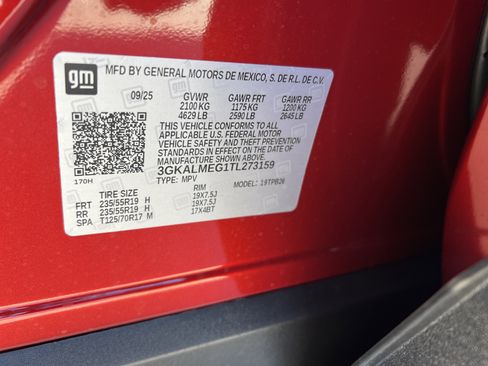 gm
MFD BY GENERAL MOTORS DE MEXICO, S. DE R.L. DE C.V.
09/25 GVWR GAWR FRT GAWR RR
2100 KG 1175 KG 1200 KG
4629 LB 2590 LB 2645 LB
THIS VEHICLE CONFORMS TO ALL
APPLICABLE U.S. FEDERAL MOTOR
VEHICLE SAFETY AND THEFT PREVENTION
STANDARDS IN EFFECT ON THE DATE
OF MANUFACTURE SHOWN ABOVE.
3GKALMEG1TL273159
170H TYPE: MPV MODEL: 19TPB26
TIRE SIZE RIM
FRT 235/55R19 H 19X7.5J
RR 235/55R19 H 19X7.5J
SPA T125/70R17 M 17X4BT